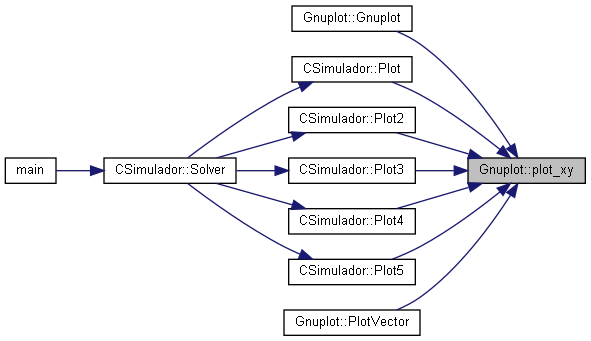 Gnuplot::Gnuplot
CSimulador::Plot
CSimulador::Plot2
main
CSimulador::Solver
CSimulador::Plot3
Gnuplot::plot_xy
CSimulador::Plot4
CSimulador::Plot5
Gnuplot::PlotVector